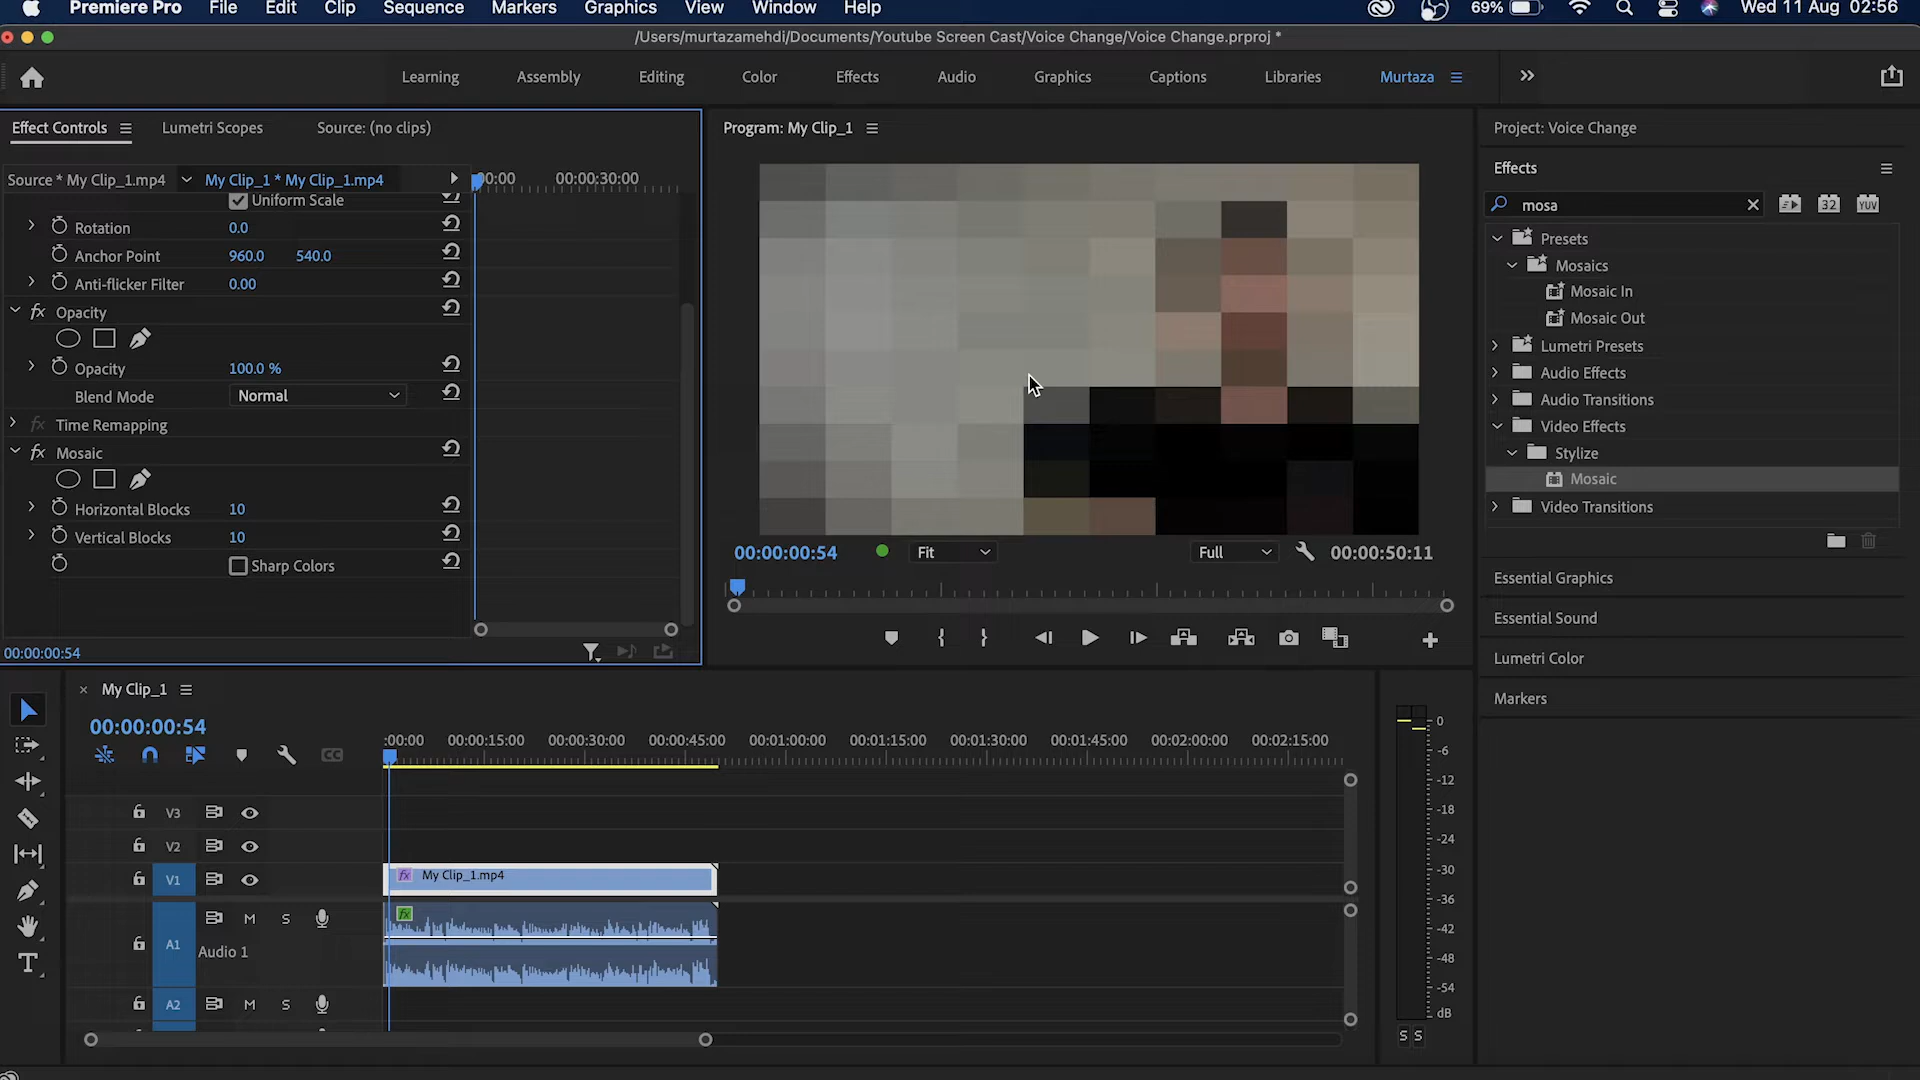 Premiere Pro File Edit Clip Sequence Markers Graphics View Window Help 69% Wed 11 Aug 02:56
/Users/murtazamehdi/Documents/Youtube Screen Cast/Voice Change/Voice Change.prproj *
Learning Assembly Editing Color Effects Audio Graphics Captions Libraries Murtaza
Effect Controls Lumetri Scopes Source: (no clips)
Source * My Clip_1.mp4 My Clip_1 * My Clip_1.mp4 :00:00 00:00:30:00
Uniform Scale
Rotation 0.0
Anchor Point 960.0 540.0
Anti-flicker Filter 0.00
fx Opacity
Opacity 100.0 %
Blend Mode Normal
fx Time Remapping
fx Mosaic
Horizontal Blocks 10
Vertical Blocks 10
Sharp Colors
00:00:00:54
Program: My Clip_1
00:00:00:54 Fit Full 00:00:50:11
Project: Voice Change
Effects
mosa 32 YUV
Presets
Mosaics
Mosaic In
Mosaic Out
Lumetri Presets
Audio Effects
Audio Transitions
Video Effects
Stylize
Mosaic
Video Transitions
Essential Graphics
Essential Sound
Lumetri Color
Markers
× My Clip_1
00:00:00:54
CC
:00:00 00:00:15:00 00:00:30:00 00:00:45:00 00:01:00:00 00:01:15:00 00:01:30:00 00:01:45:00 00:02:00:00 00:02:15:00
V3
V2
V1 fx My Clip_1.mp4
fx
M S
A1 Audio 1
A2 M S
T
0
-6
-12
-18
-24
-30
-36
-42
-48
-54
dB
S S